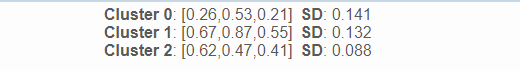 Cluster 0: [0.26,0.53,0.21] SD: 0.141
Cluster 1: [0.67,0.87,0.55] SD: 0.132
Cluster 2: [0.62,0.47,0.41] SD: 0.088